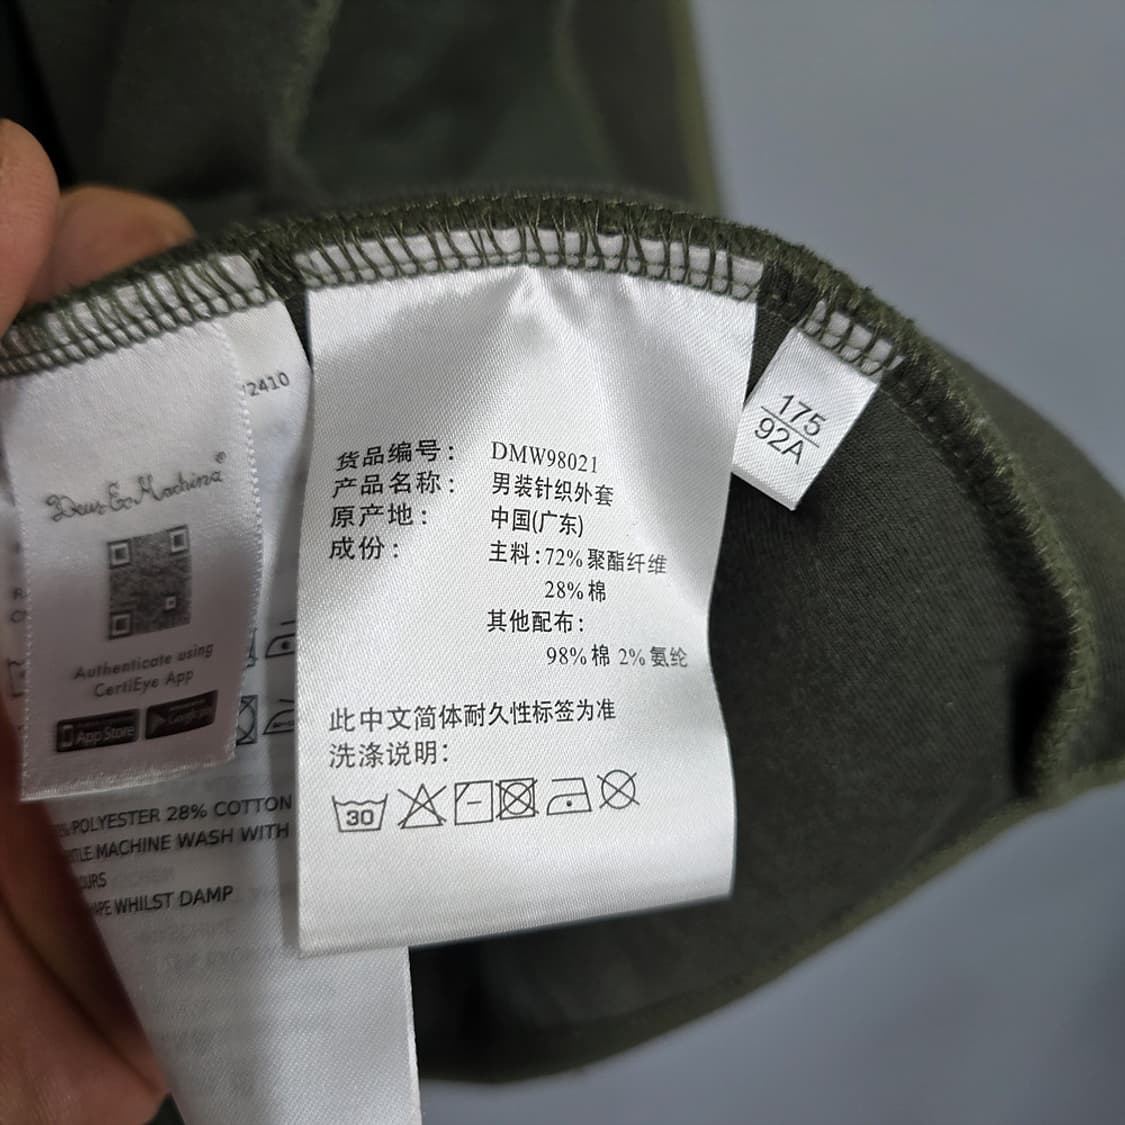 Deus Ex Machina®
Authenticate using
CertiEye App
App Store
Google
2410
货品编号： DMW98021
产品名称： 男装针织外套
原产地： 中国(广东)
成份： 主料：72% 聚酯纤维
28% 棉
其他配布：
98% 棉 2% 氨纶
此中文简体耐久性标签为准
洗涤说明：
30
175
92A
POLYESTER 28% COTTON
MACHINE WASH WITH
WHILST DAMP